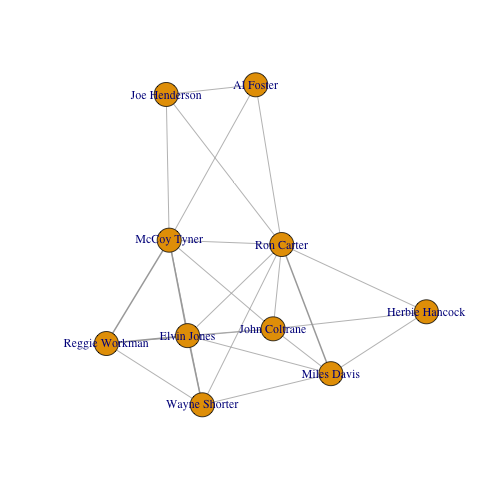 Al Foster
Joe Henderson
McCoy Tyner
Ron Carter
Herbie Hancock
John Coltrane
Elvin Jones
Reggie Workman
Miles Davis
Wayne Shorter